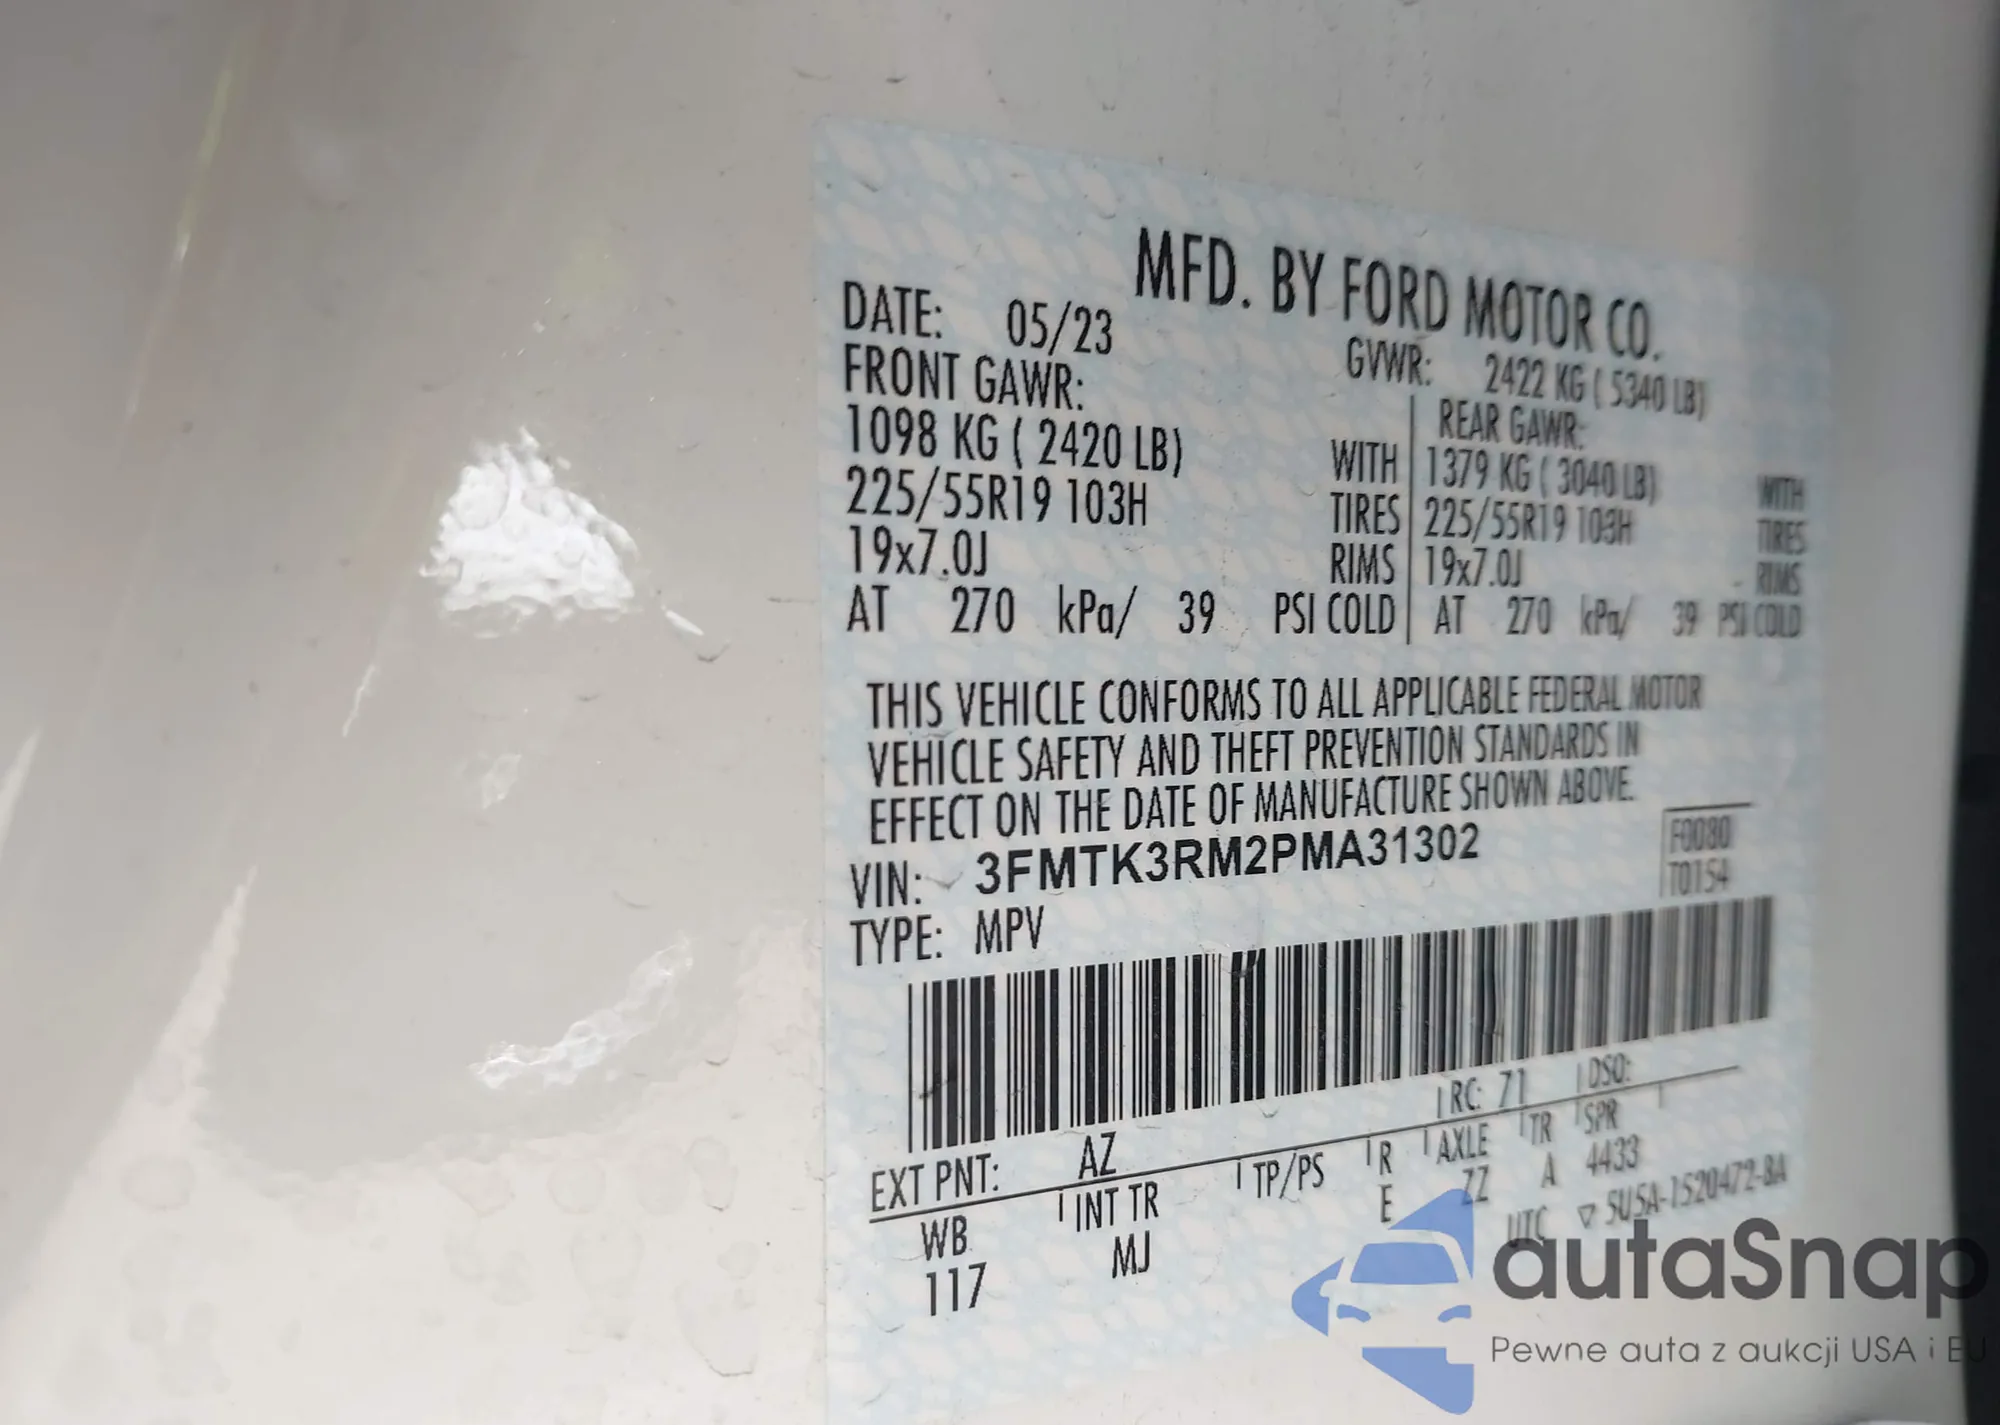 MFD. BY FORD MOTOR CO.
DATE: 05/23 GVWR: 2422 KG ( 5340 LB)
FRONT GAWR: REAR GAWR:
1098 KG ( 2420 LB) WITH 1379 KG ( 3040 LB) WITH
225/55R19 103H TIRES 225/55R19 103H TIRES
19x7.0J RIMS 19x7.0J RIMS
AT 270 kPa/ 39 PSI COLD AT 270 kPa/ 39 PSI COLD
THIS VEHICLE CONFORMS TO ALL APPLICABLE FEDERAL MOTOR
VEHICLE SAFETY AND THEFT PREVENTION STANDARDS IN
EFFECT ON THE DATE OF MANUFACTURE SHOWN ABOVE.
VIN: 3FMTK3RM2PMA31302
F0080
T0154
TYPE: MPV
EXT PNT: AZ RC: 71 DSO:
WB INT TR TP/PS R AXLE TR SPR
117 MJ E ZZ A 4433
UTC ▽ 5U5A-1520472-BA
autaSnap
Pewne auta z aukcji USA i EU